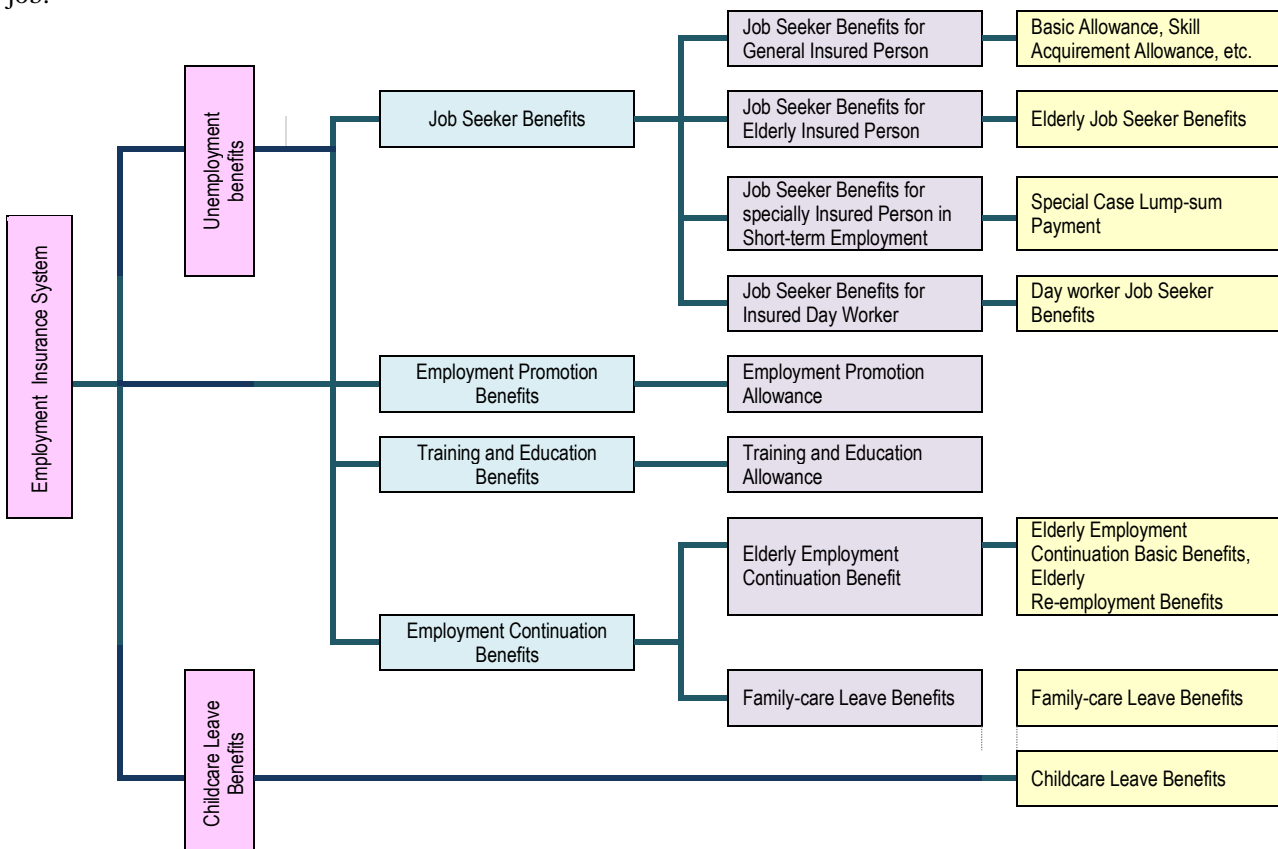 job.
Employment Insurance System
Unemployment
benefits
Job Seeker Benefits
Job Seeker Benefits for
General Insured Person
Basic Allowance, Skill
Acquirement Allowance, etc.
Job Seeker Benefits for
Elderly Insured Person
Elderly Job Seeker Benefits
Job Seeker Benefits for
specially Insured Person in
Short-term Employment
Special Case Lump-sum
Payment
Job Seeker Benefits for
Insured Day Worker
Day worker Job Seeker
Benefits
Employment Promotion
Benefits
Employment Promotion
Allowance
Training and Education
Benefits
Training and Education
Allowance
Employment Continuation
Benefits
Elderly Employment
Continuation Benefit
Elderly Employment
Continuation Basic Benefits,
Elderly
Re-employment Benefits
Family-care Leave Benefits
Family-care Leave Benefits
Childcare Leave
Benefits
Childcare Leave Benefits